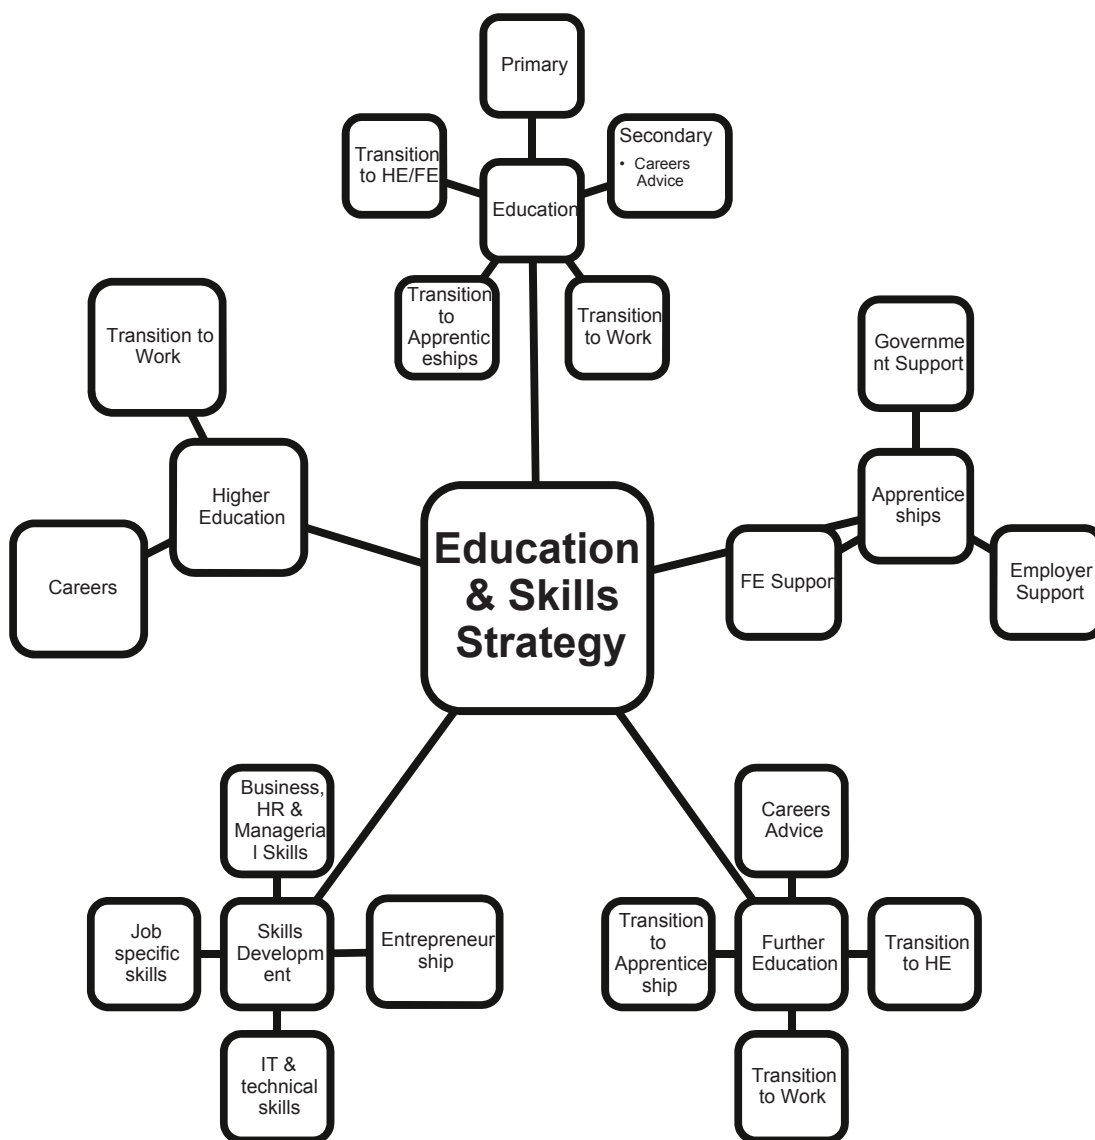 Primary
Transition
to HE/FE
Secondary
• Careers
Advice
Education
Transition
to
Apprentic
eships
Transition
to Work
Transition to
Work
Governme
nt Support
Higher
Education
Apprentice
ships
Careers
FE Support
Employer
Support
Education
& Skills
Strategy
Business,
HR &
Manageria
l Skills
Careers
Advice
Job
specific
skills
Skills
Developm
ent
Entrepreneur
ship
Transition
to
Apprentice
ship
Further
Education
Transition
to HE
IT &
technical
skills
Transition
to Work